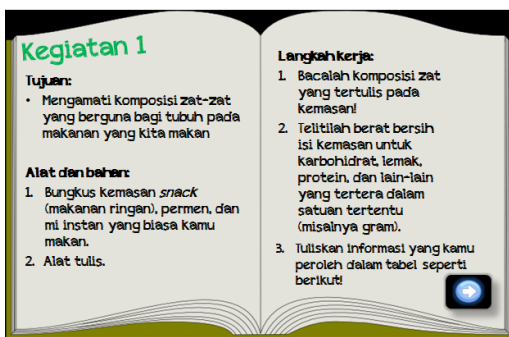 Kegiatan 1
Tujuan:
• Mengamati komposisi zat-zat
yang berguna bagi tubuh pada
makanan yang kita makan
Alat dan bahan:
1. Bungkus kemasan snack
(makanan ringan), permen, dan
mi instan yang biasa kamu
makan.
2. Alat tulis.
Langkah kerja:
1. Bacalah komposisi zat
yang tertulis pada
kemasan!
2. Telitilah berat bersih
isi kemasan untuk
karbohidrat, lemak,
protein, dan lain-lain
yang tertera dalam
satuan tertentu
(misalnya gram).
3. Tuliskan informasi yang kamu
peroleh dalam tabel seperti
berikut!